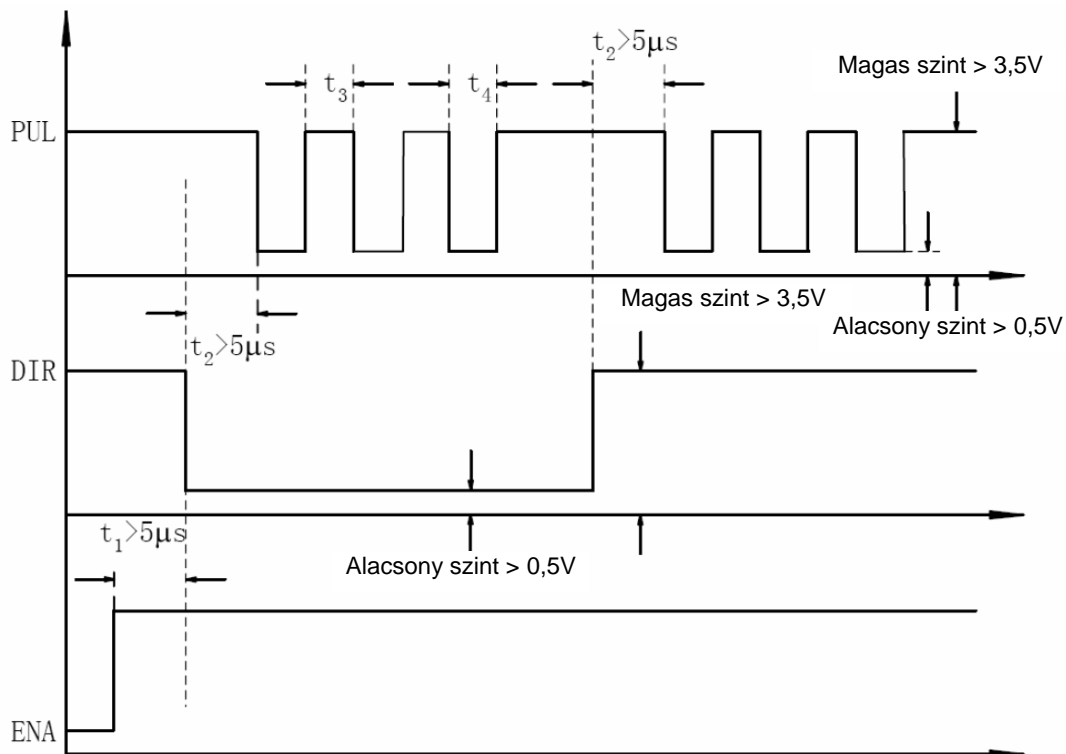 t₂>5µs
Magas szint > 3,5V
t₃
t₄
PUL
Magas szint > 3,5V
Alacsony szint > 0,5V
t₂>5µs
DIR
t₁>5µs
Alacsony szint > 0,5V
ENA